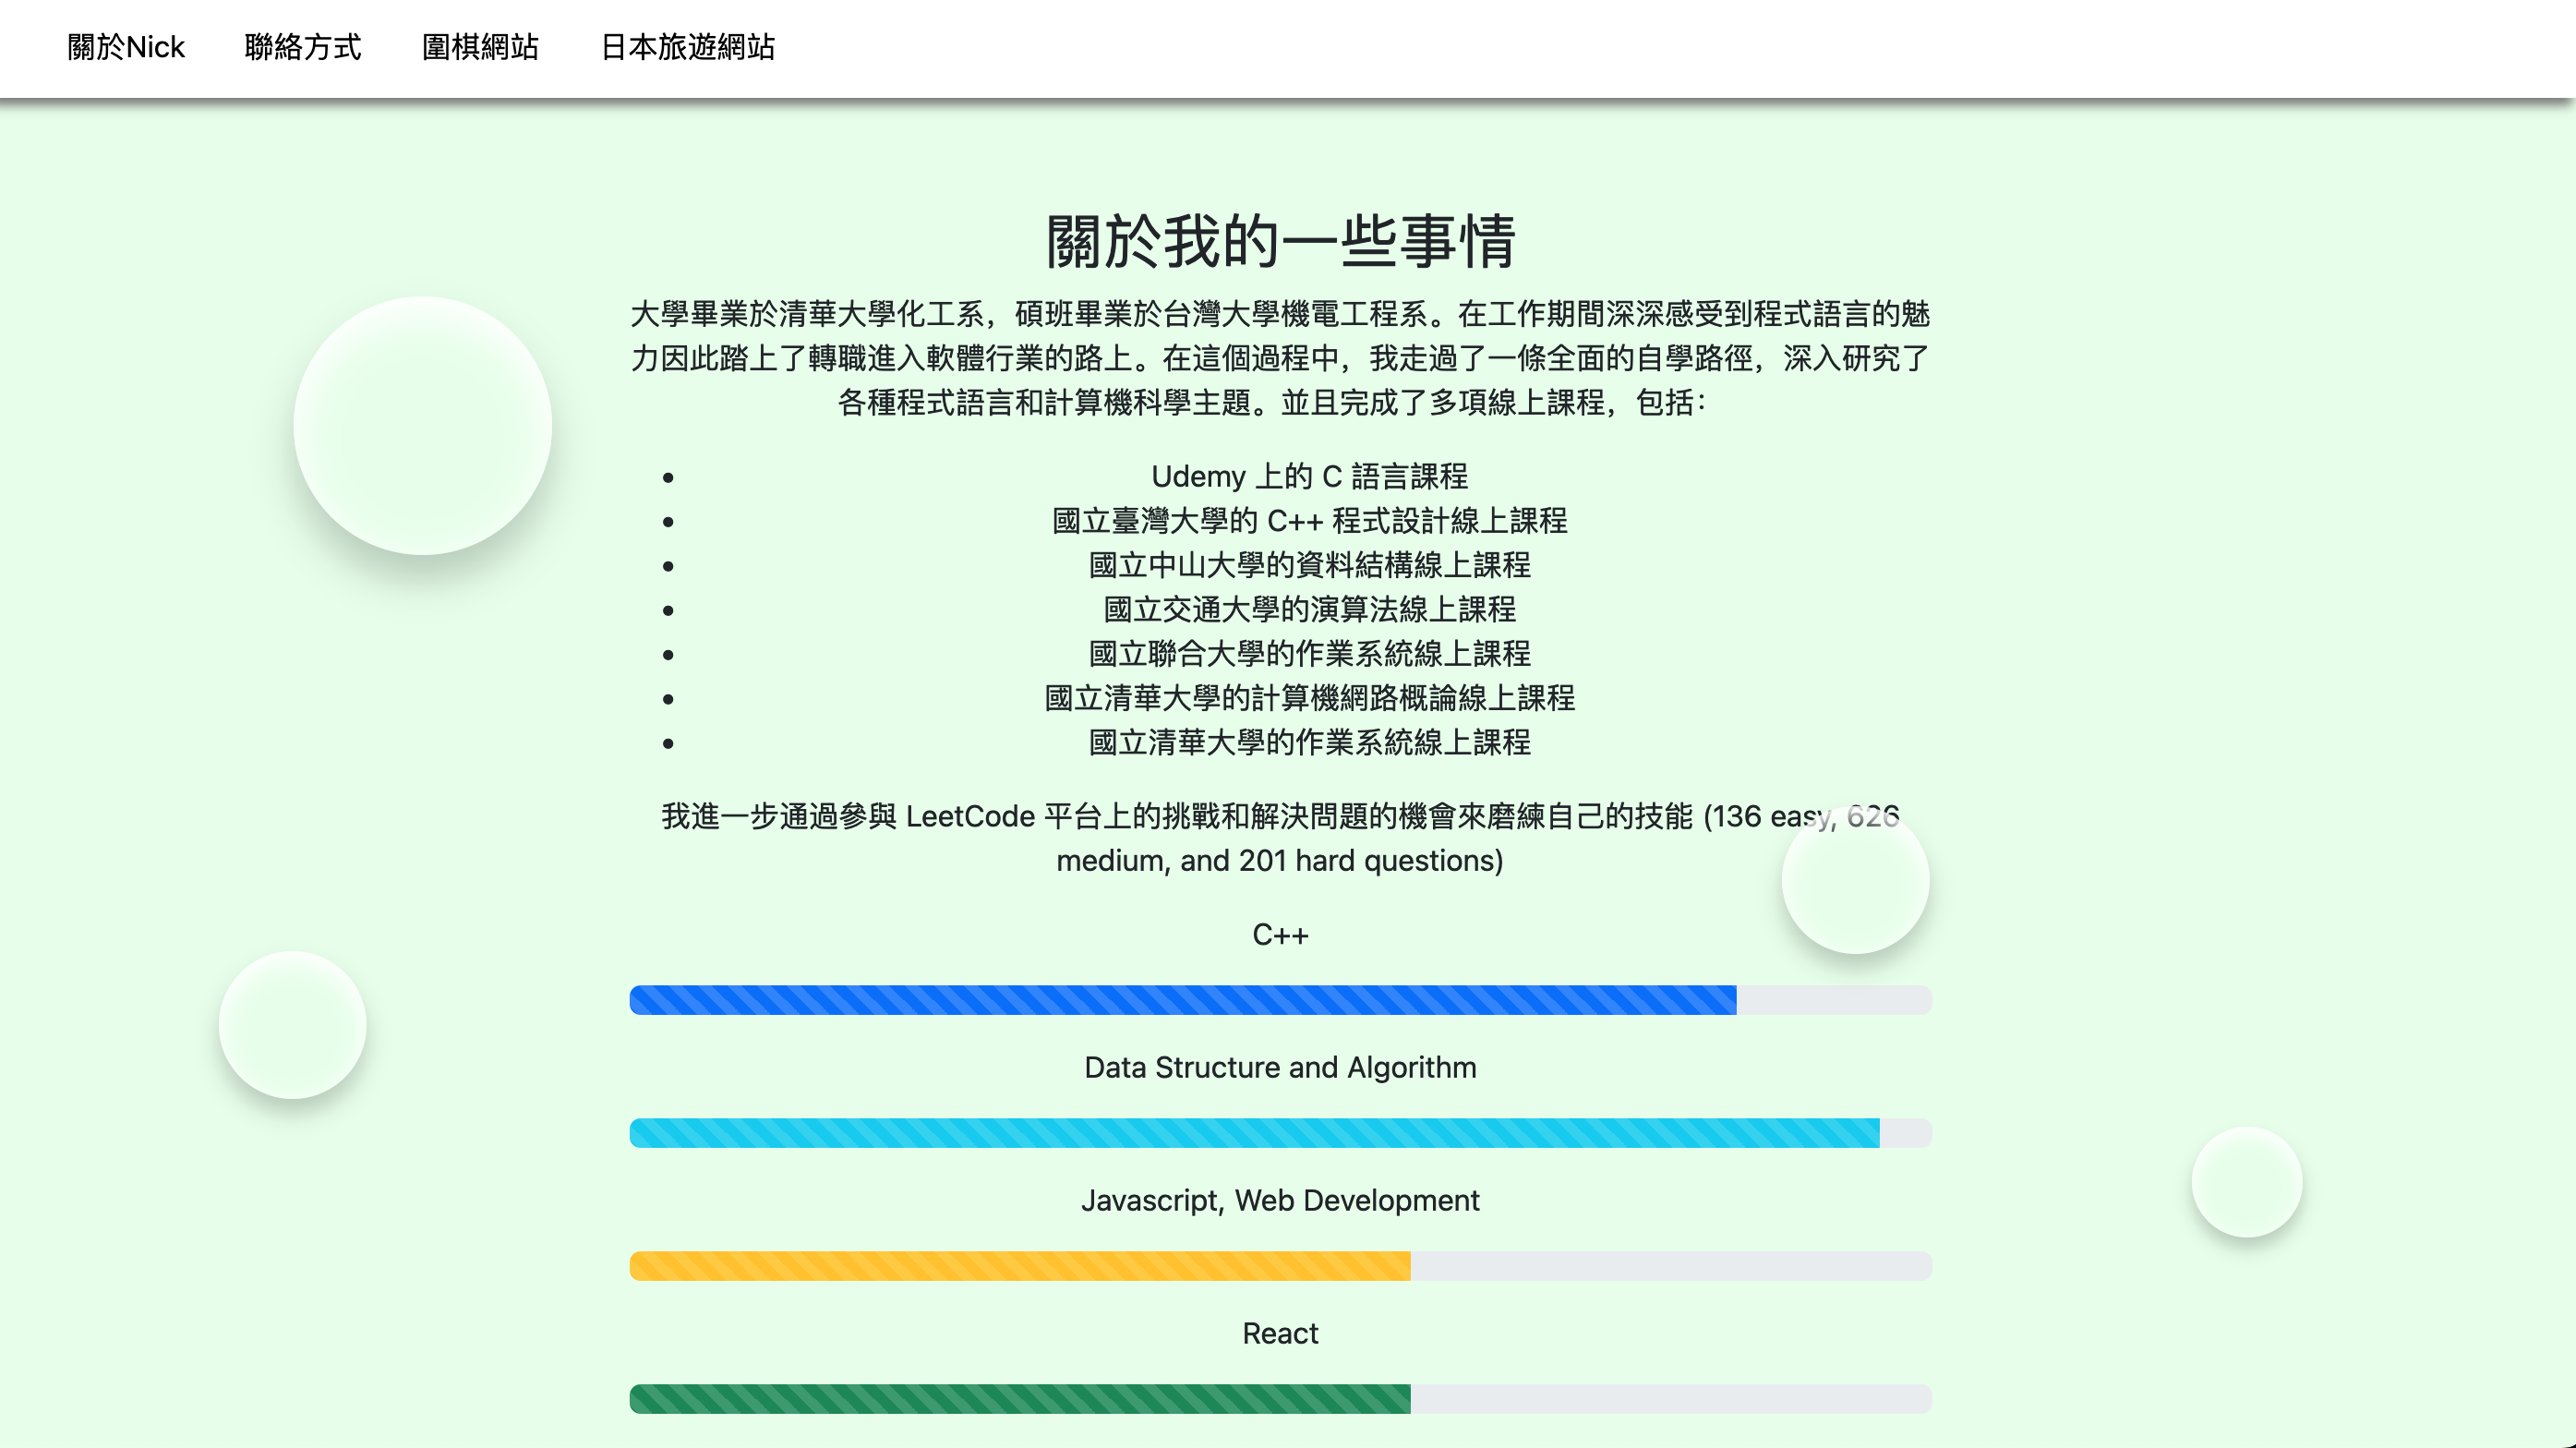 關於Nick 聯絡方式 圍棋網站 日本旅遊網站
關於我的一些事情
大學畢業於清華大學化工系，碩班畢業於台灣大學機電工程系。在工作期間深深感受到程式語言的魅
力因此踏上了轉職進入軟體行業的路上。在這個過程中，我走過了一條全面的自學路徑，深入研究了
各種程式語言和計算機科學主題。並且完成了多項線上課程，包括：
• Udemy 上的 C 語言課程
• 國立臺灣大學的 C++ 程式設計線上課程
• 國立中山大學的資料結構線上課程
• 國立交通大學的演算法線上課程
• 國立聯合大學的作業系統線上課程
• 國立清華大學的計算機網路概論線上課程
• 國立清華大學的作業系統線上課程
我進一步通過參與 LeetCode 平台上的挑戰和解決問題的機會來磨練自己的技能 (136 easy, 626
medium, and 201 hard questions)
C++
Data Structure and Algorithm
Javascript, Web Development
React